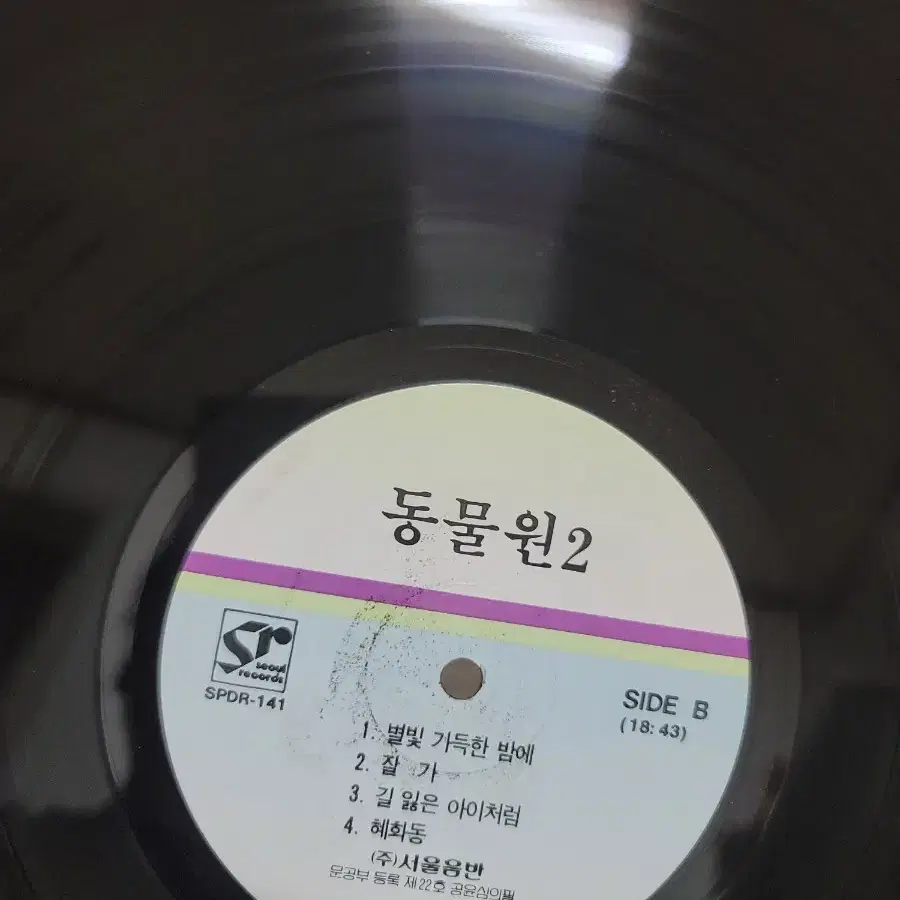 동물원2
Sr
seoul
records
SPDR-141
SIDE B
(18:43)
1. 별빛 가득한 밤에
2. 잘 가
3. 길 잃은 아이처럼
4. 혜화동
(주)서울음반
문공부 등록 제22호 공윤심의필